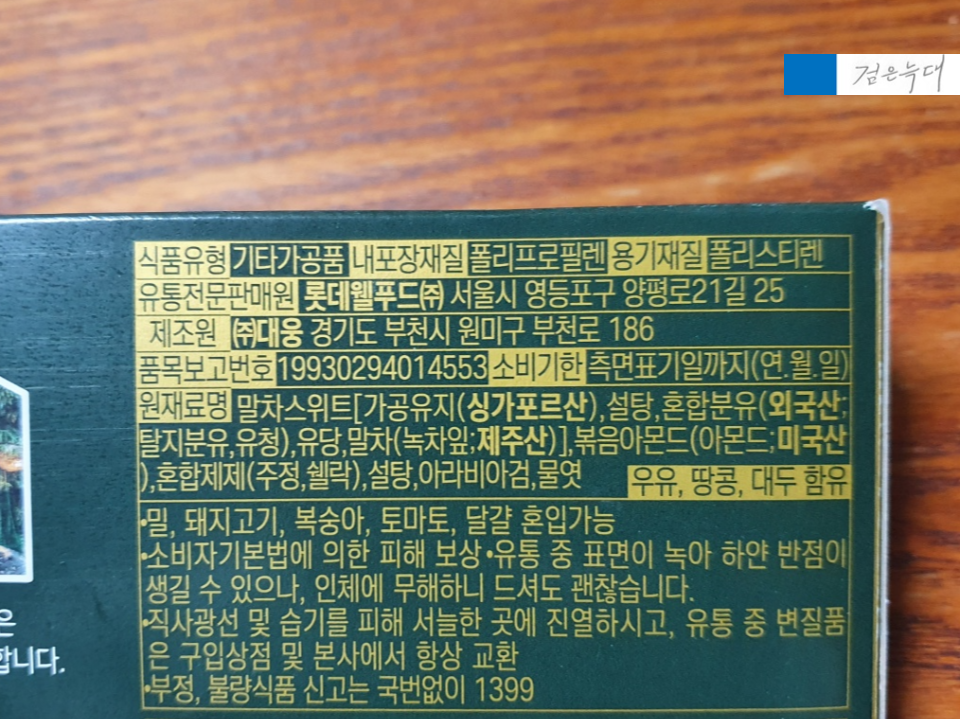 검은늑대
식품유형 기타가공품 내포장재질 폴리프로필렌 용기재질 폴리스티렌
유통전문판매원 롯데웰푸드㈜ 서울시 영등포구 양평로21길 25
제조원 ㈜대웅 경기도 부천시 원미구 부천로 186
품목보고번호 19930294014553 소비기한 측면표기일까지(연.월.일)
원재료명 말차스위트[가공유지(싱가포르산),설탕,혼합분유(외국산;
탈지분유,유청),유당,말차(녹차잎;제주산)],볶음아몬드(아몬드;미국산
),혼합제제(주정,쉘락),설탕,아라비아검,물엿 우유, 땅콩, 대두 함유
•밀, 돼지고기, 복숭아, 토마토, 달걀 혼입가능
•소비자기본법에 의한 피해 보상•유통 중 표면이 녹아 하얀 반점이
생길 수 있으나, 인체에 무해하니 드셔도 괜찮습니다.
•직사광선 및 습기를 피해 서늘한 곳에 진열하시고, 유통 중 변질품
은 구입상점 및 본사에서 항상 교환
•부정, 불량식품 신고는 국번없이 1399
은
합니다.